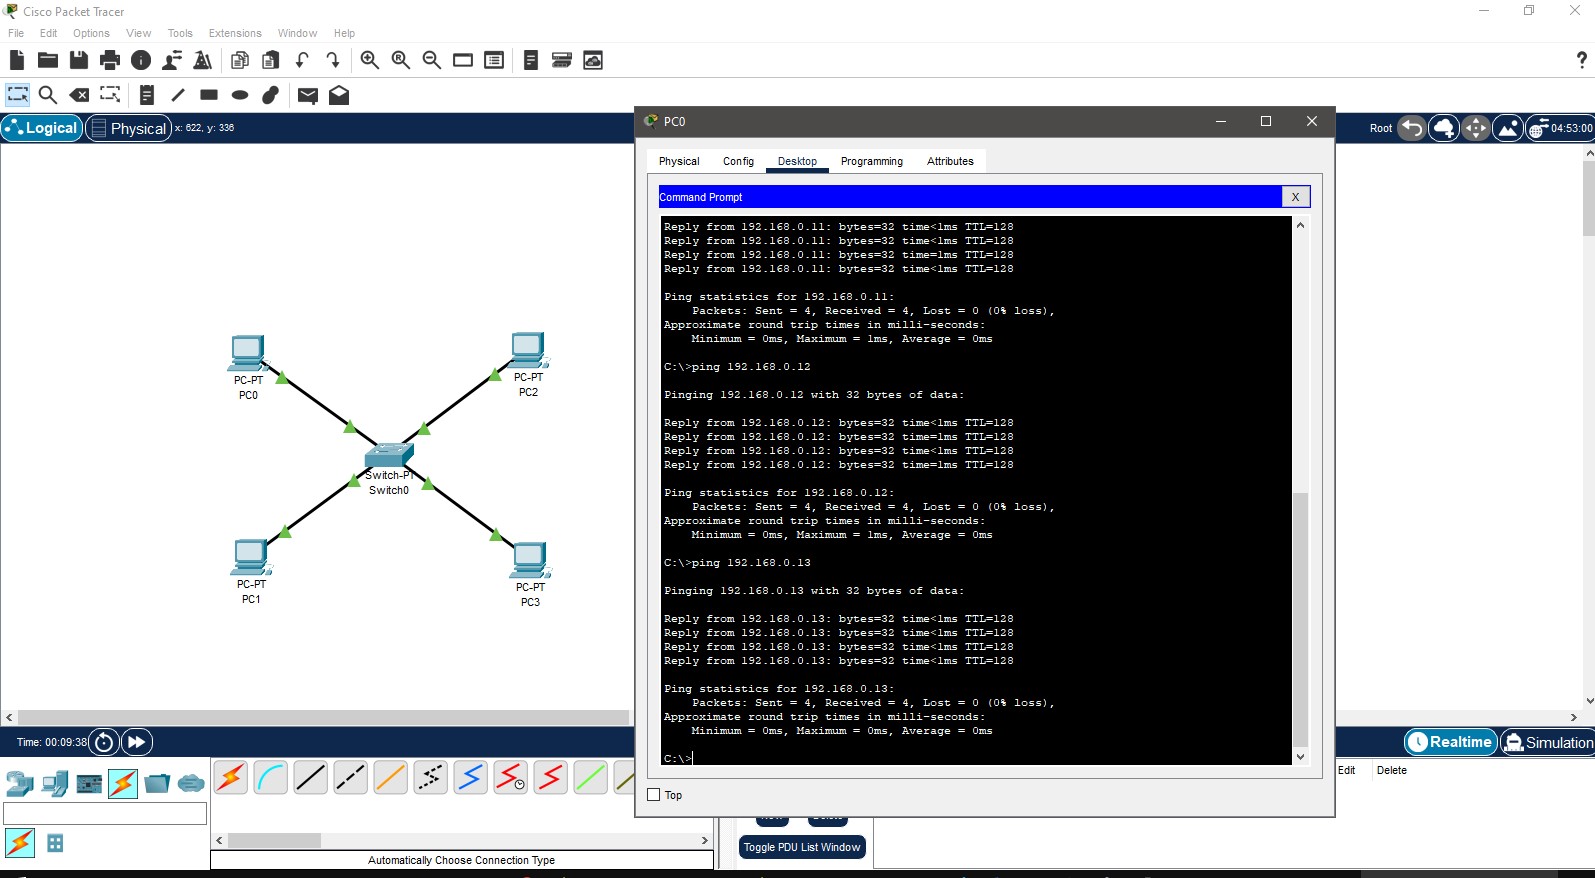 Cisco Packet Tracer
File Edit Options View Tools Extensions Window Help
Logical Physical x: 622, y: 336
Root 04:53:00
PC0
Physical Config Desktop Programming Attributes
Command Prompt X
Reply from 192.168.0.11: bytes=32 time<1ms TTL=128
Reply from 192.168.0.11: bytes=32 time<1ms TTL=128
Reply from 192.168.0.11: bytes=32 time=1ms TTL=128
Reply from 192.168.0.11: bytes=32 time<1ms TTL=128
Ping statistics for 192.168.0.11:
Packets: Sent = 4, Received = 4, Lost = 0 (0% loss),
Approximate round trip times in milli-seconds:
Minimum = 0ms, Maximum = 1ms, Average = 0ms
C:\>ping 192.168.0.12
Pinging 192.168.0.12 with 32 bytes of data:
Reply from 192.168.0.12: bytes=32 time<1ms TTL=128
Reply from 192.168.0.12: bytes=32 time=1ms TTL=128
Reply from 192.168.0.12: bytes=32 time<1ms TTL=128
Reply from 192.168.0.12: bytes=32 time=1ms TTL=128
Ping statistics for 192.168.0.12:
Packets: Sent = 4, Received = 4, Lost = 0 (0% loss),
Approximate round trip times in milli-seconds:
Minimum = 0ms, Maximum = 1ms, Average = 0ms
C:\>ping 192.168.0.13
Pinging 192.168.0.13 with 32 bytes of data:
Reply from 192.168.0.13: bytes=32 time<1ms TTL=128
Reply from 192.168.0.13: bytes=32 time<1ms TTL=128
Reply from 192.168.0.13: bytes=32 time<1ms TTL=128
Reply from 192.168.0.13: bytes=32 time<1ms TTL=128
Ping statistics for 192.168.0.13:
Packets: Sent = 4, Received = 4, Lost = 0 (0% loss),
Approximate round trip times in milli-seconds:
Minimum = 0ms, Maximum = 0ms, Average = 0ms
C:\>
Top
PC-PT
PC0
PC-PT
PC2
Switch-PT
Switch0
PC-PT
PC1
PC-PT
PC3
Time: 00:09:38
Realtime Simulation
Edit Delete
Toggle PDU List Window
Automatically Choose Connection Type